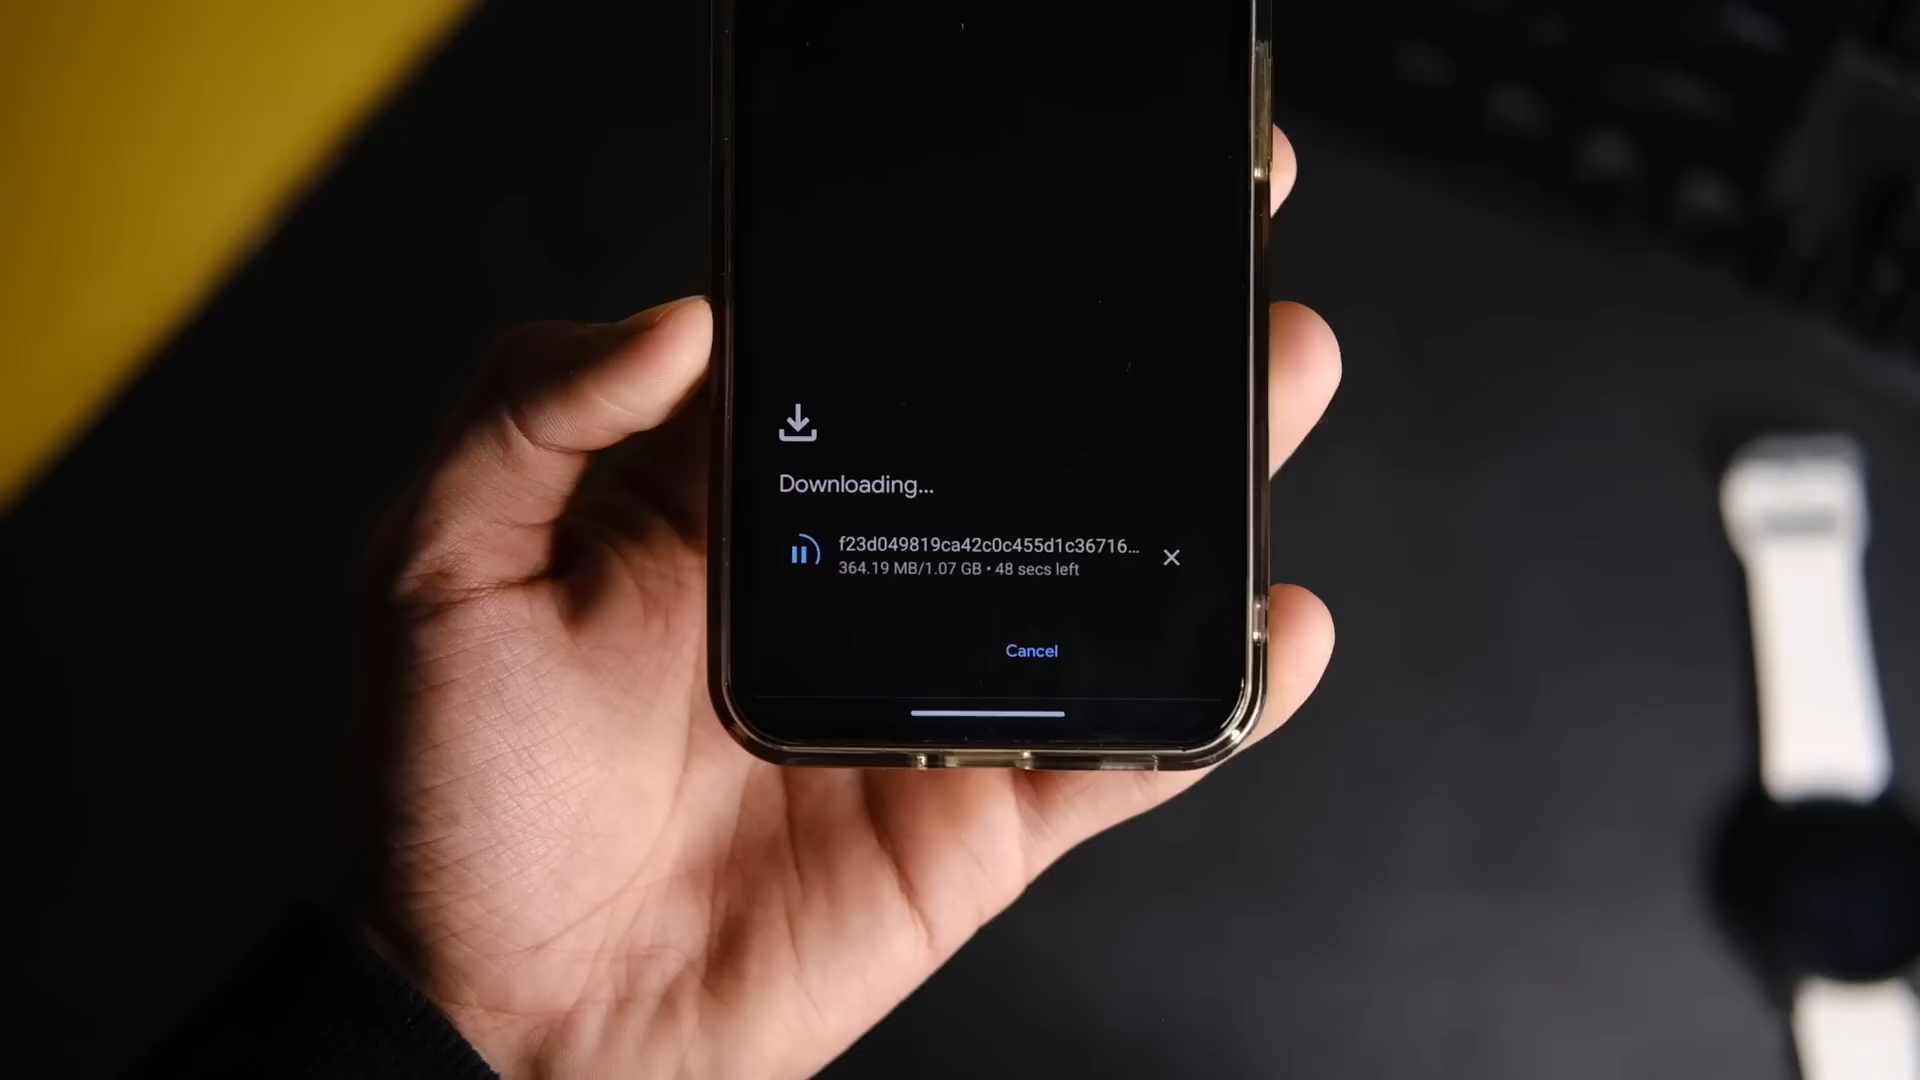 Downloading...
f23d049819ca42c0c455d1c36716...
364.19 MB/1.07 GB • 48 secs left
Cancel